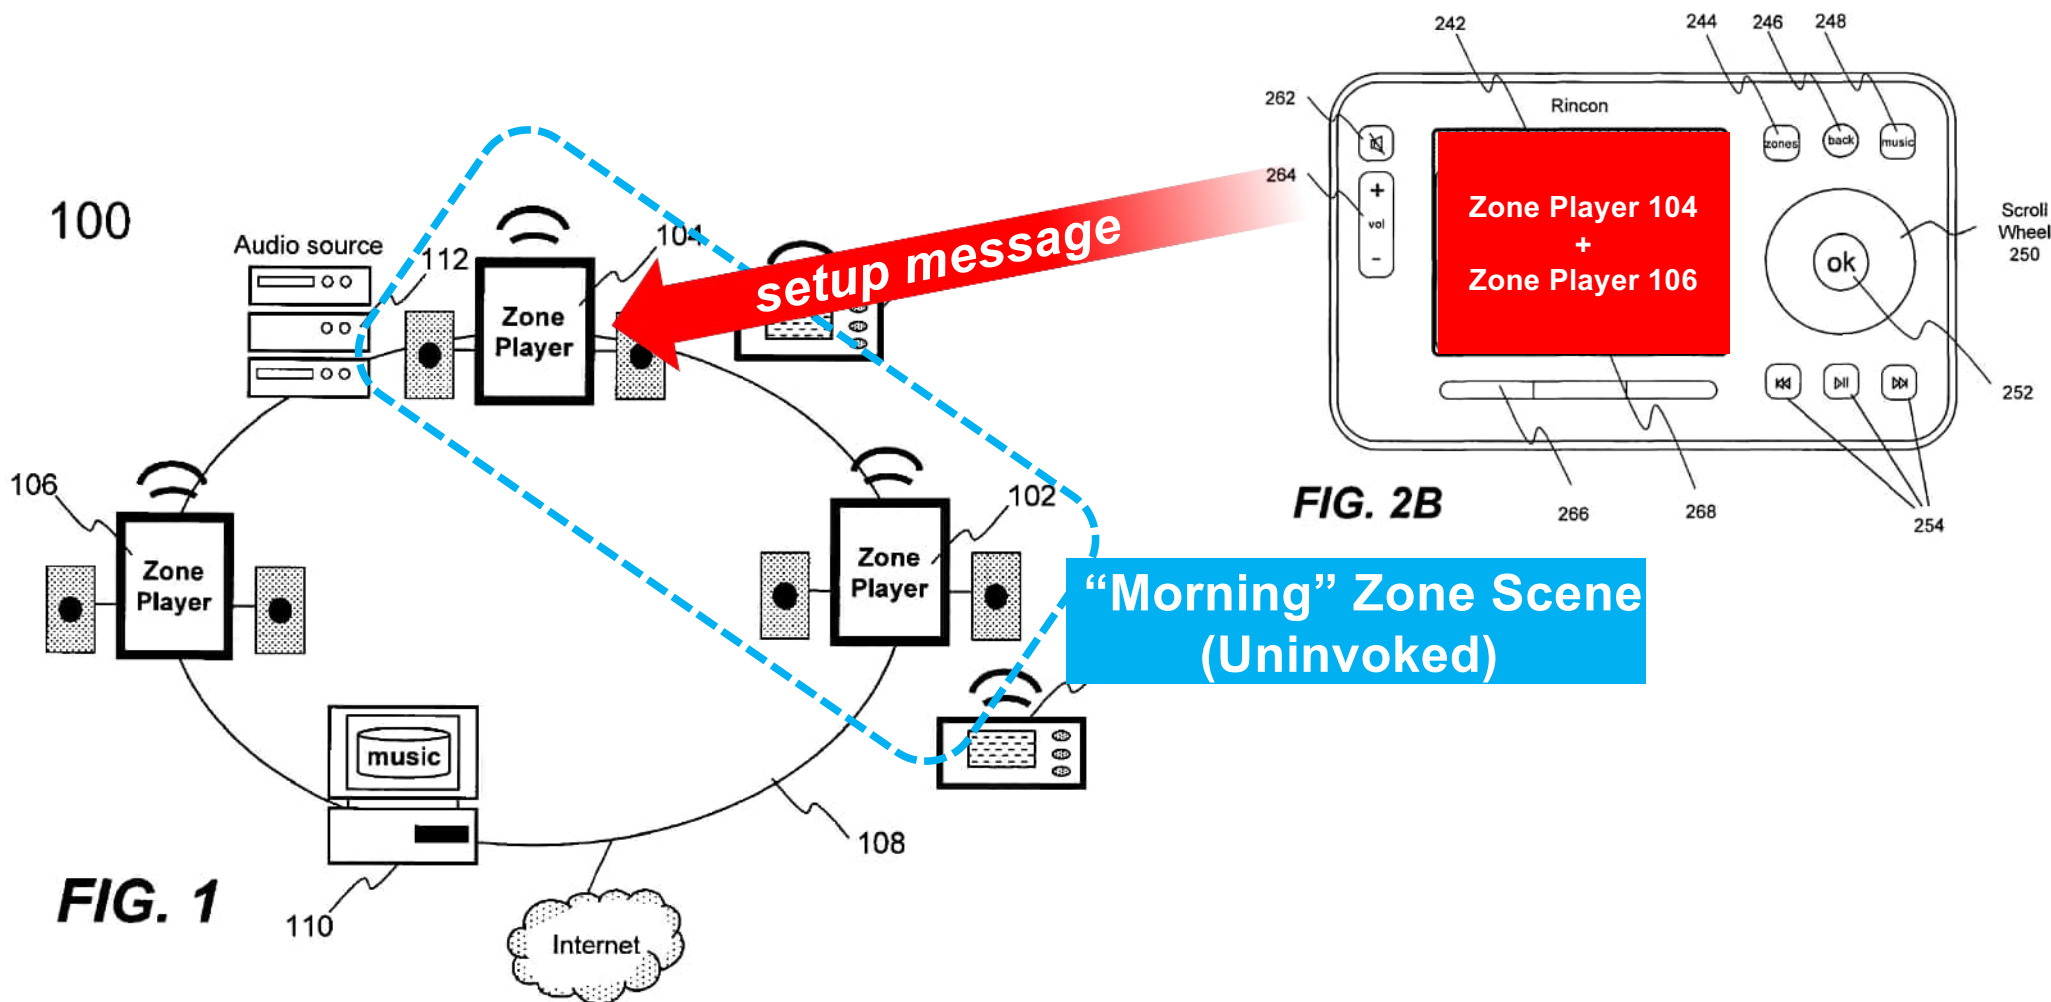 100
Audio source
112
104
Zone
Player
setup message
106
Zone
Player
102
Zone
Player
music
108
110
Internet
FIG. 1
“Morning” Zone Scene
(Uninvoked)
242
244
246
248
262
264
Rincon
zones
back
music
+
vol
-
Zone Player 104
+
Zone Player 106
ok
Scroll
Wheel
250
252
254
266
268
FIG. 2B